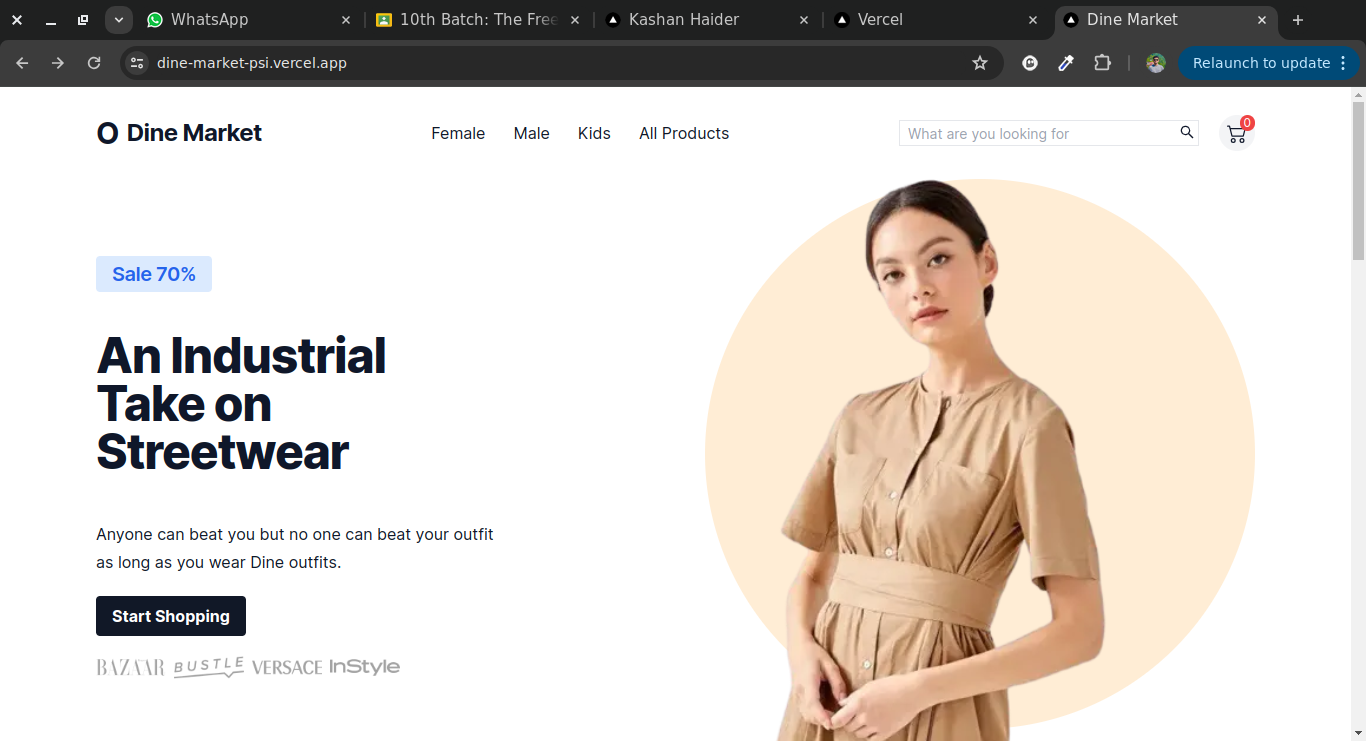 WhatsApp
10th Batch: The Free
Kashan Haider
Vercel
Dine Market
dine-market-psi.vercel.app
Relaunch to update
Dine Market
Female
Male
Kids
All Products
What are you looking for
0
Sale 70%
An Industrial
Take on
Streetwear
Anyone can beat you but no one can beat your outfit
as long as you wear Dine outfits.
Start Shopping
BAZAAR BUSTLE VERSACE InStyle